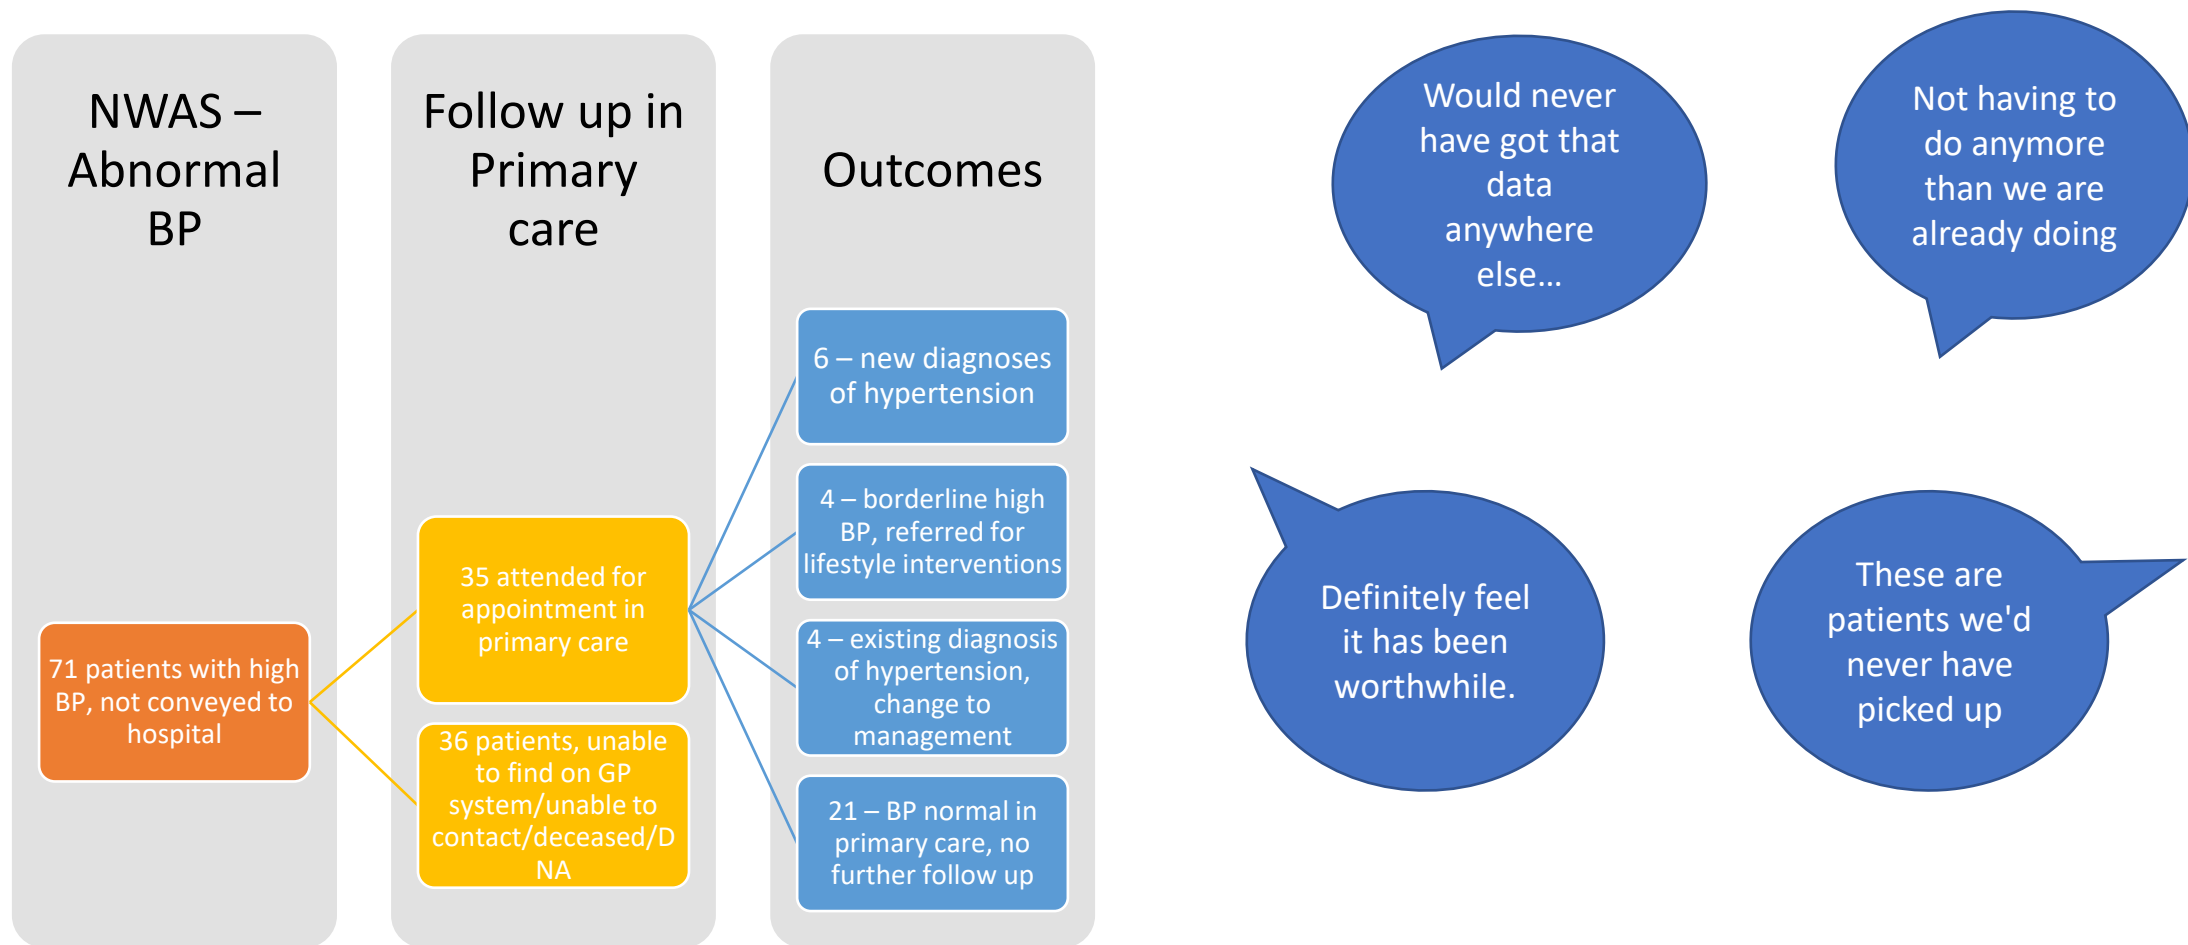 NWAS –
Abnormal
BP
71 patients with high
BP, not conveyed to
hospital
Follow up in
Primary
care
35 attended for
appointment in
primary care
36 patients, unable
to find on GP
system/unable to
contact/deceased/D
NA
Outcomes
6 – new diagnoses
of hypertension
4 – borderline high
BP, referred for
lifestyle interventions
4 – existing diagnosis
of hypertension,
change to
management
21 – BP normal in
primary care, no
further follow up
Would never
have got that
data
anywhere
else…
Not having to
do anymore
than we are
already doing
Definitely feel
it has been
worthwhile.
These are
patients we'd
never have
picked up